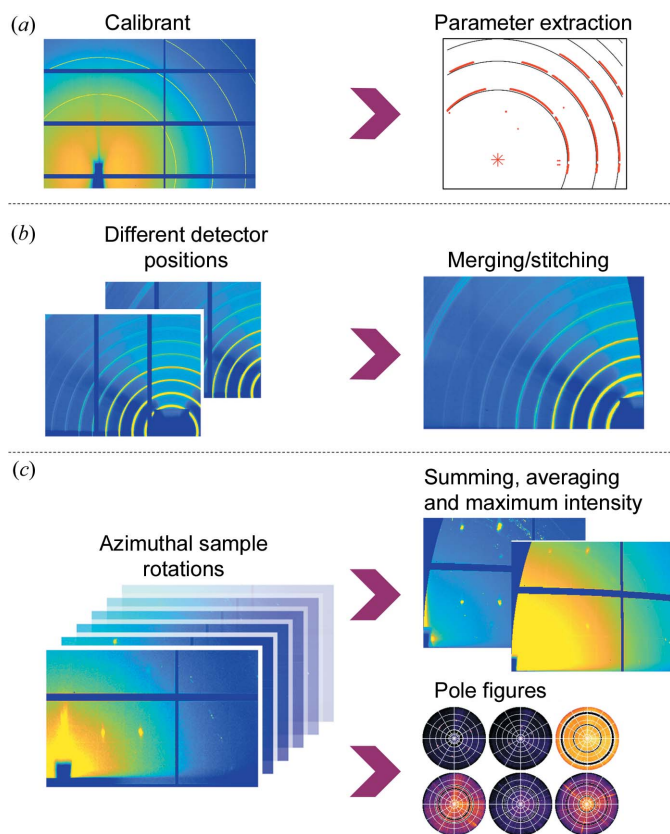 (a)
Calibrant
Parameter extraction
(b)
Different detector
positions
Merging/stitching
(c)
Azimuthal sample
rotations
Summing, averaging
and maximum intensity
Pole figures